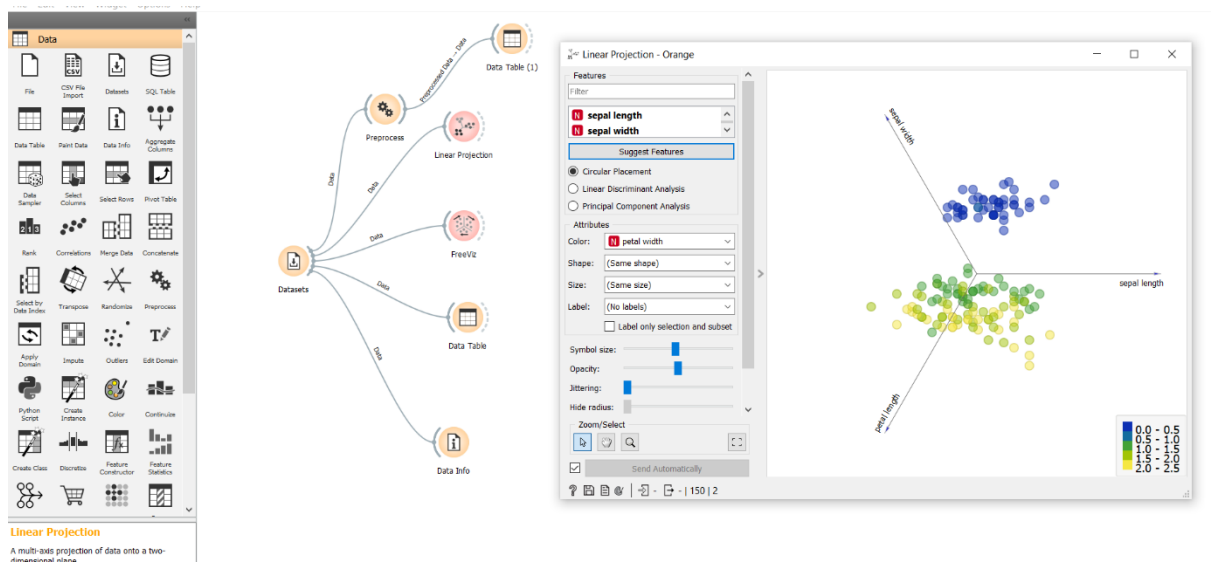 File Edit View Widget Options Help
Data
File
CSV File
Import
Datasets
SQL Table
Data Table
Paint Data
Data Info
Aggregate
Columns
Data
Sampler
Select
Columns
Select Rows
Pivot Table
Rank
Correlations
Merge Data
Concatenate
Select by
Data Index
Transpose
Randomize
Preprocess
Apply
Domain
Impute
Outliers
Edit Domain
Python
Script
Create
Instance
Color
Continuize
Create Class
Discretize
Feature
Constructor
Feature
Statistics
Linear Projection
A multi-axis projection of data onto a two-
dimensional plane
Preprocessed Data → Data
Data Table (1)
Preprocess
Data
Linear Projection
Data
Data
FreeViz
Datasets
Data
Data Table
Data
Data Info
Linear Projection - Orange
Features
Filter
N sepal length
N sepal width
Suggest Features
Circular Placement
Linear Discriminant Analysis
Principal Component Analysis
Attributes
Color: N petal width
Shape: (Same shape)
Size: (Same size)
Label: (No labels)
Label only selection and subset
Symbol size:
Opacity:
Jittering:
Hide radius:
Zoom/Select
Send Automatically
? - - | 150 | 2
sepal width
sepal length
petal length
0.0 - 0.5
0.5 - 1.0
1.0 - 1.5
1.5 - 2.0
2.0 - 2.5